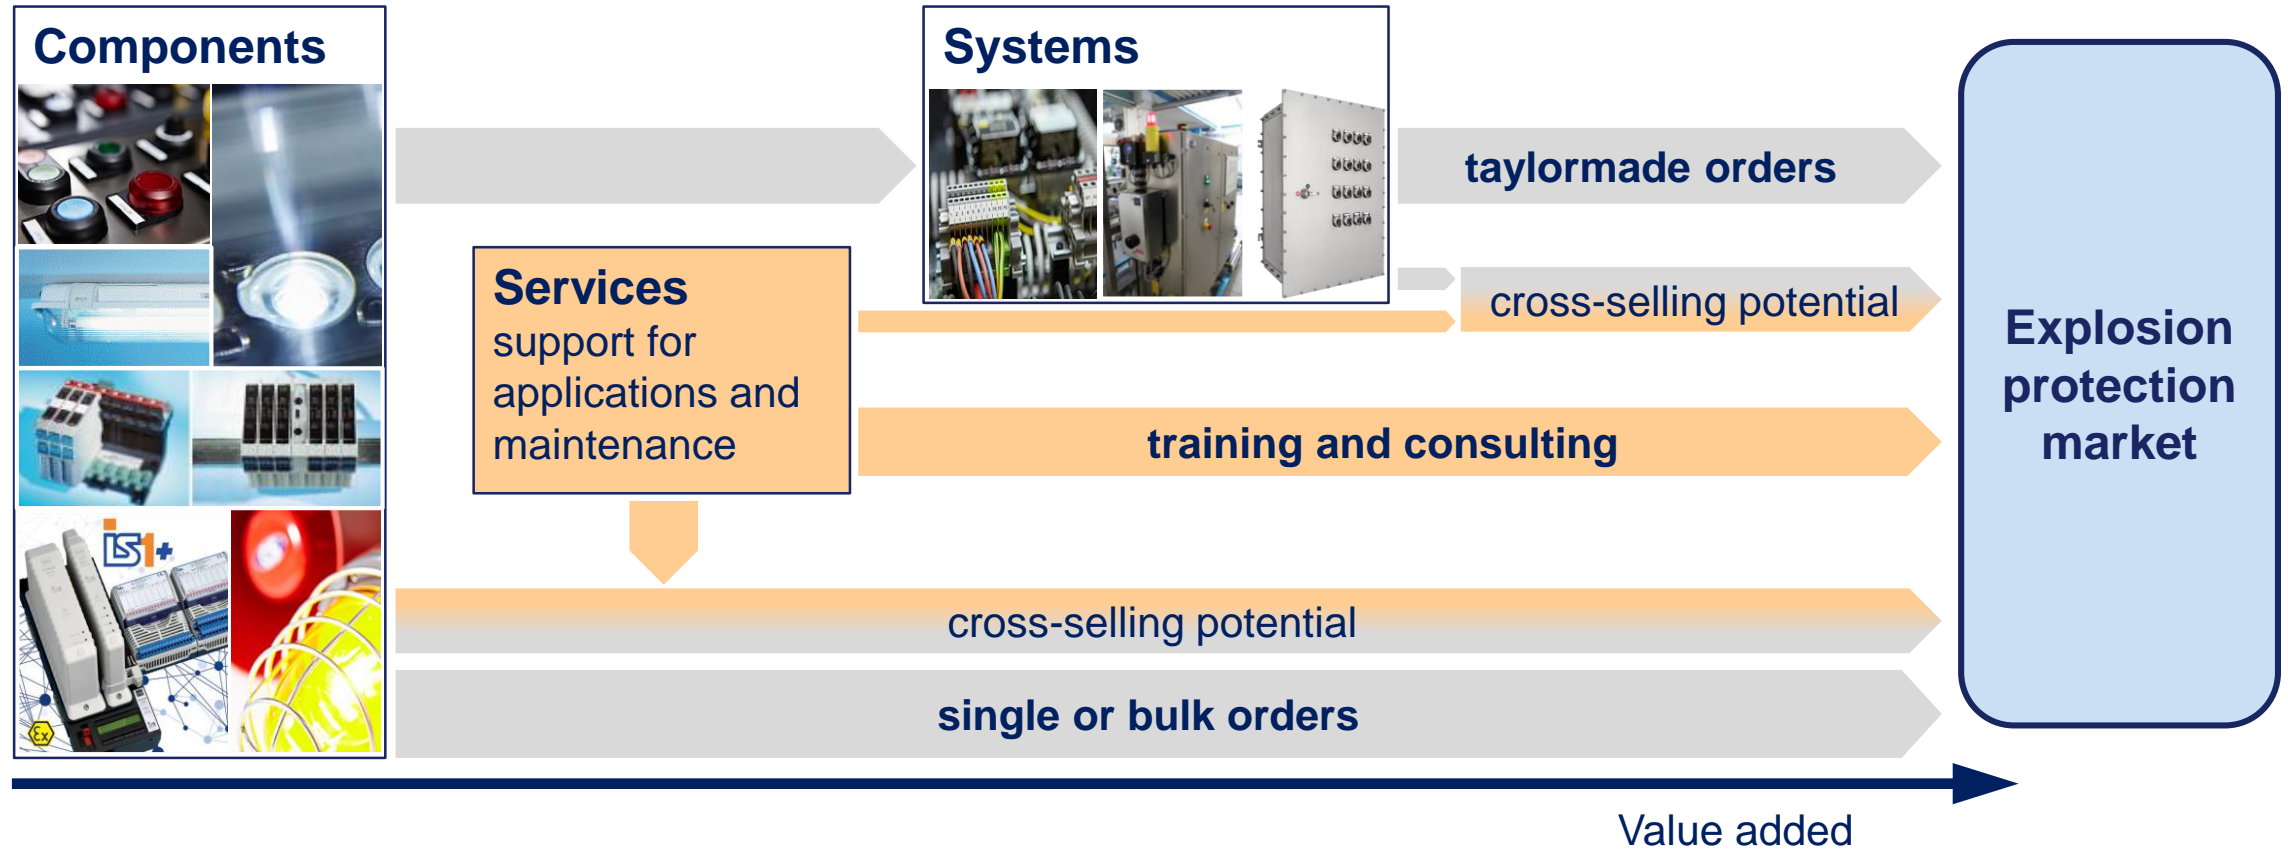 Components
Systems
taylormade orders
Services
support for
applications and
maintenance
cross-selling potential
Explosion
protection
market
training and consulting
is1+
Ex
cross-selling potential
single or bulk orders
Value added